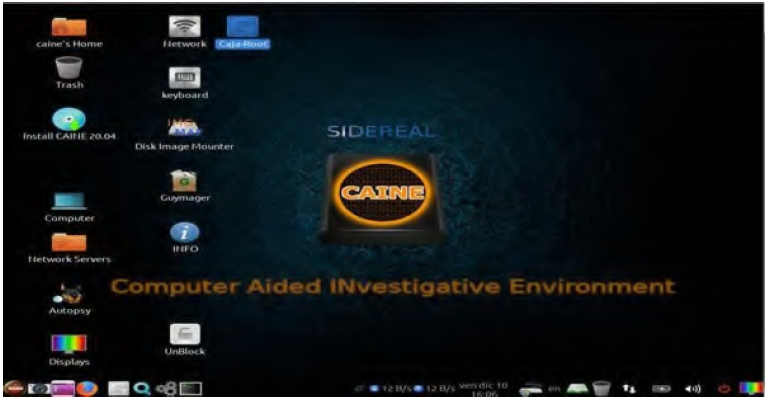 caine's Home
Network
Caja-Root
Trash
keyboard
Install CAINE 20.04
Disk Image Mounter
SIDEREAL
CAINE
Guymager
Computer
INFO
Network Servers
Computer Aided INvestigative Environment
Autopsy
UnBlock
Displays
12 B/s 12 B/s ven dic 10
16:06
en